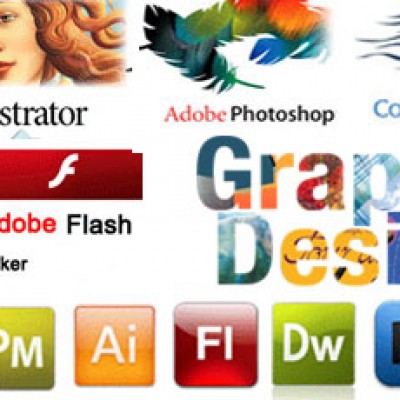 strator
Adobe Photoshop
Co
Grap
dobe Flash
Desi
ker
PM
Ai
Fl
Dw